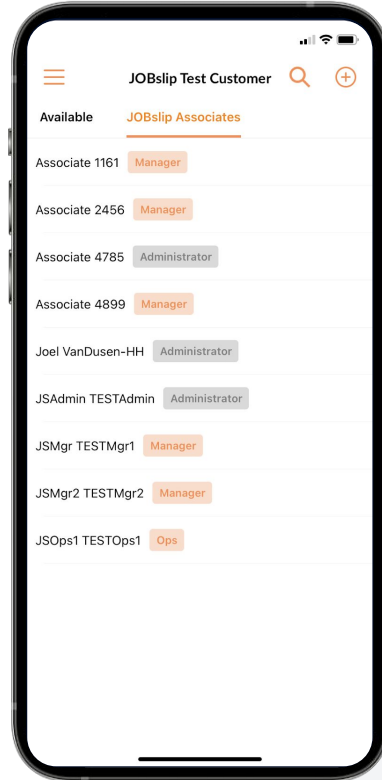 JOBslip Test Customer
Available JOBslip Associates
Associate 1161 Manager
Associate 2456 Manager
Associate 4785 Administrator
Associate 4899 Manager
Joel VanDusen-HH Administrator
JSAdmin TESTAdmin Administrator
JSMgr TESTMgr1 Manager
JSMgr2 TESTMgr2 Manager
JSOps1 TESTOps1 Ops